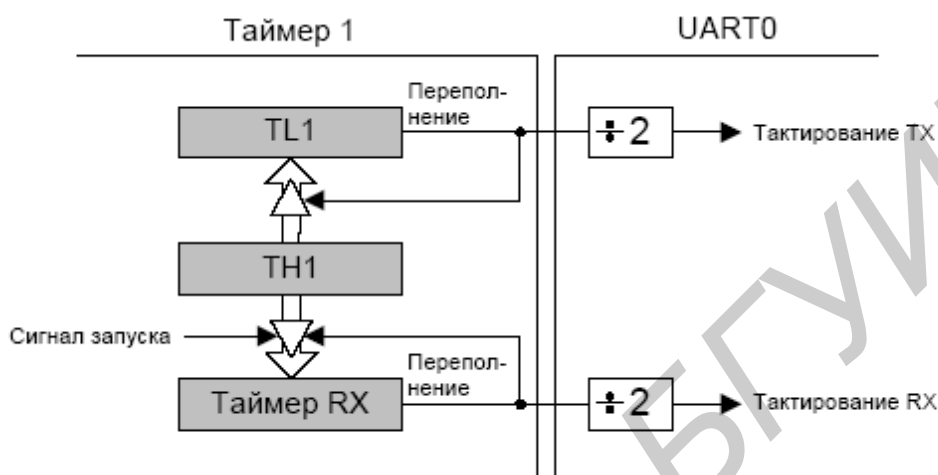 Таймер 1
UART0
Перепол-
нение
TL1
÷ 2
Тактирование TX
TH1
Сигнал запуска
Перепол-
нение
Таймер RX
÷ 2
Тактирование RX
БГУИ